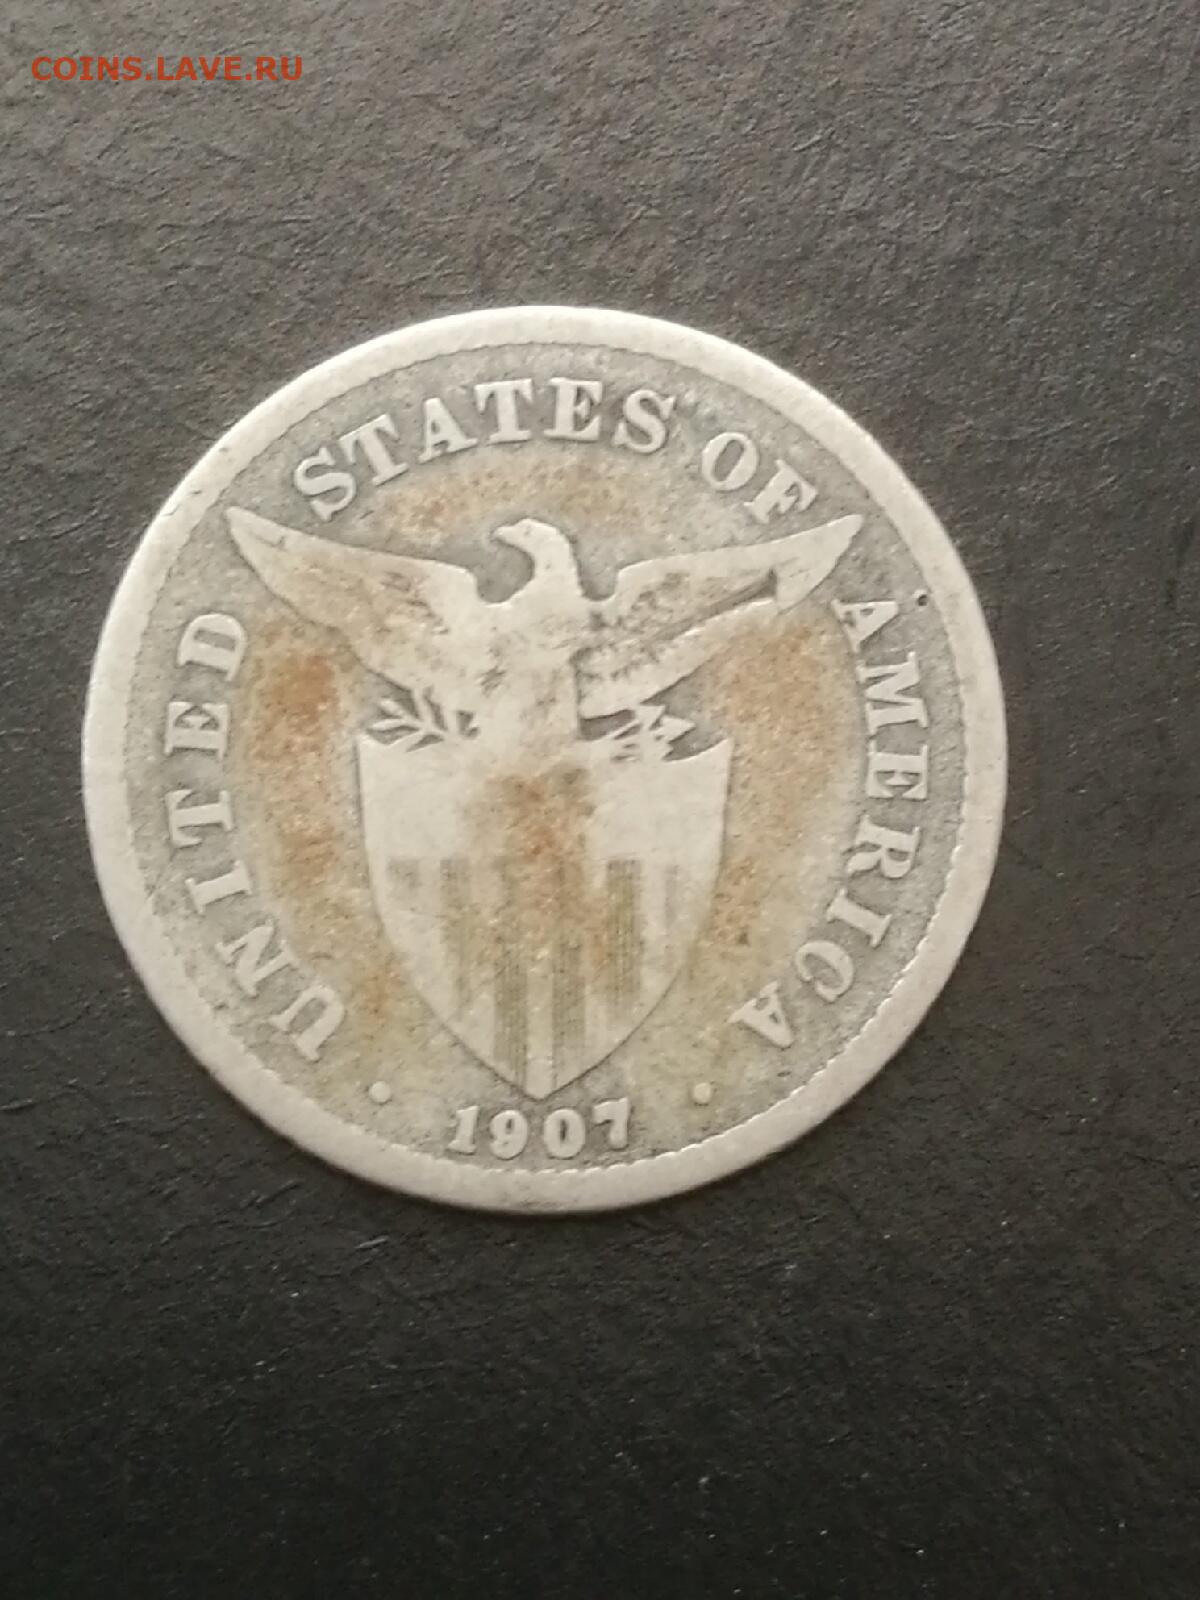 COINS.LAVE.RU
UNITED STATES OF AMERICA
· 1907 ·